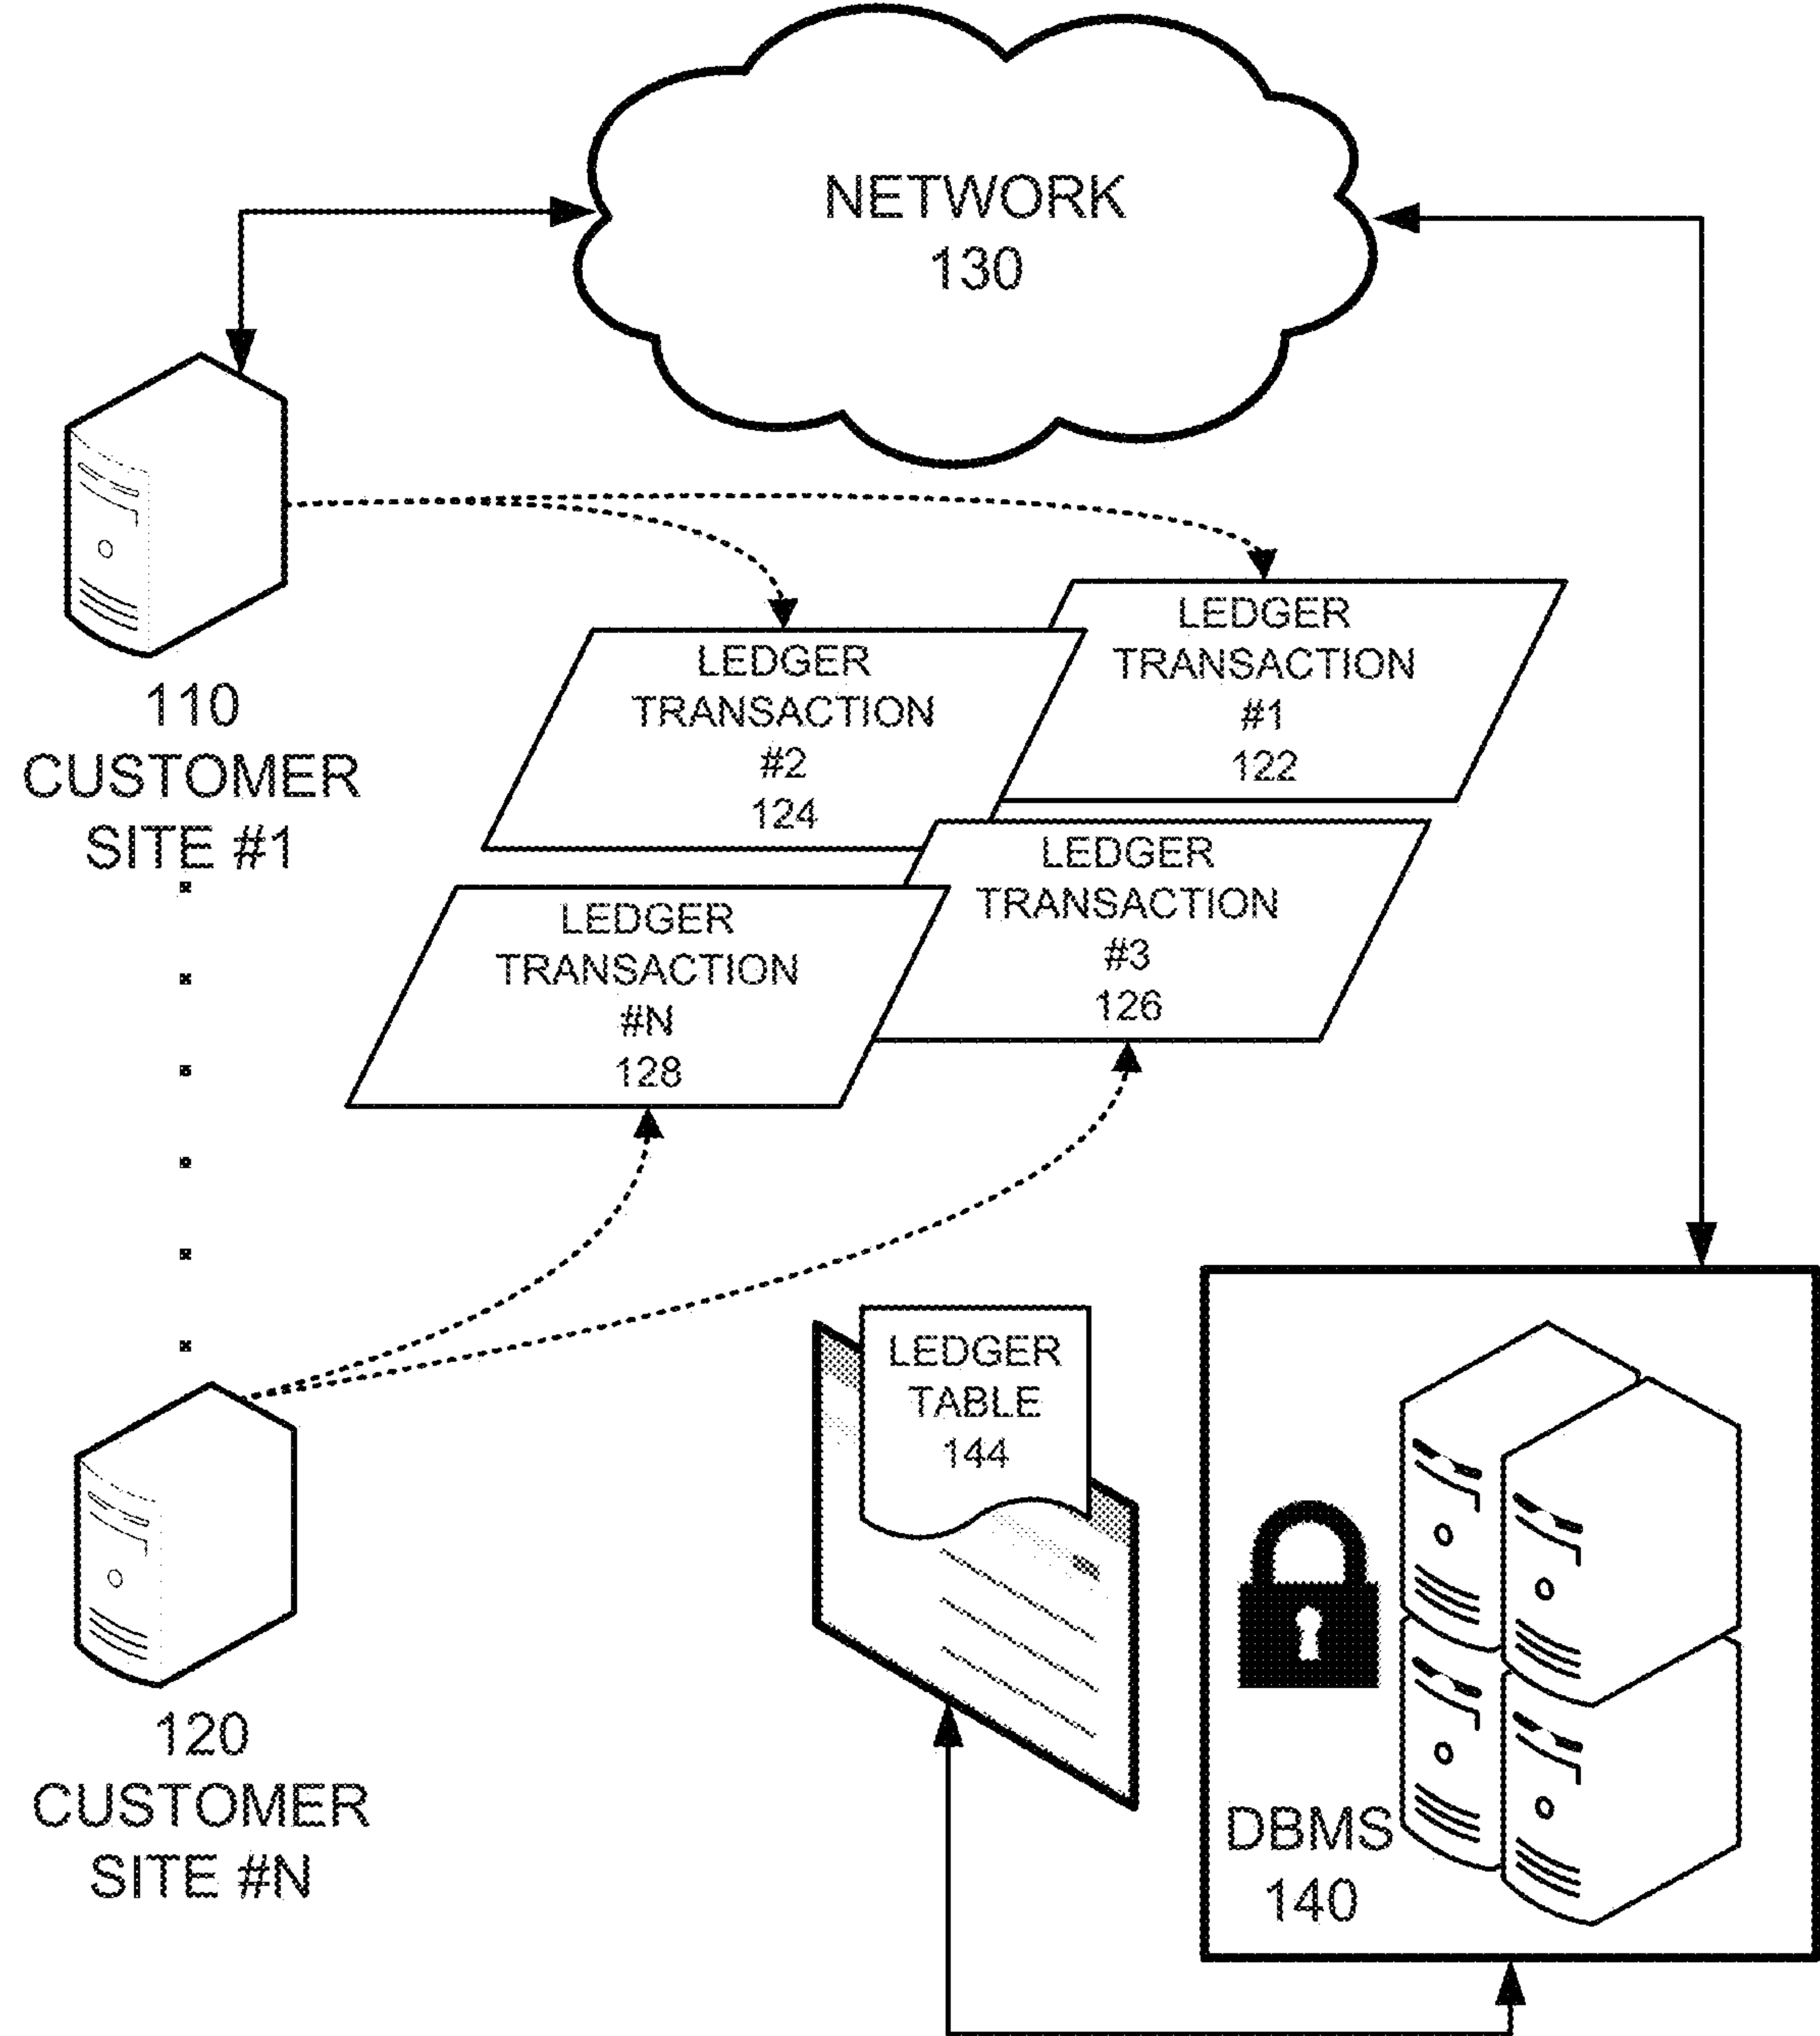 NETWORK
130
110
CUSTOMER
SITE #1
LEDGER
TRANSACTION
#1
122
LEDGER
TRANSACTION
#2
124
LEDGER
TRANSACTION
#3
126
LEDGER
TRANSACTION
#N
128
120
CUSTOMER
SITE #N
LEDGER
TABLE
144
DBMS
140